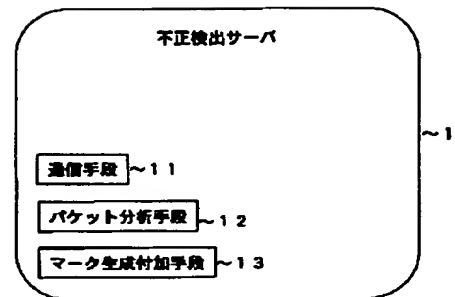 不正検出サーバ
~1
通信手段 ~11
パケット分析手段 ~12
マーク生成付加手段 ~13